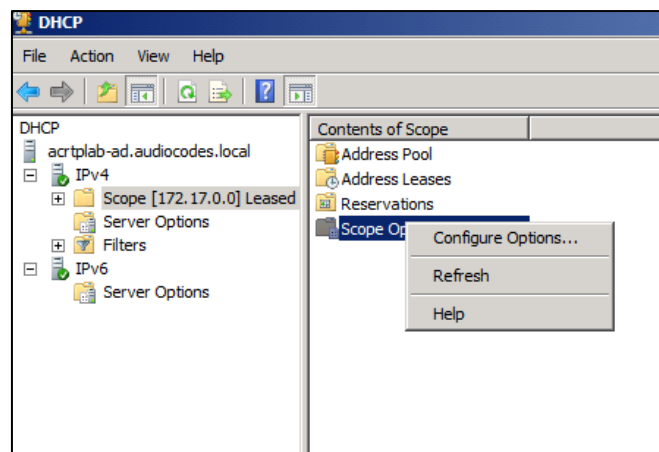 DHCP
File Action View Help
DHCP
acrtplab-ad.audiocodes.local
IPv4
Scope [172.17.0.0] Leased
Server Options
Filters
IPv6
Server Options
Contents of Scope
Address Pool
Address Leases
Reservations
Scope Op
Configure Options...
Refresh
Help